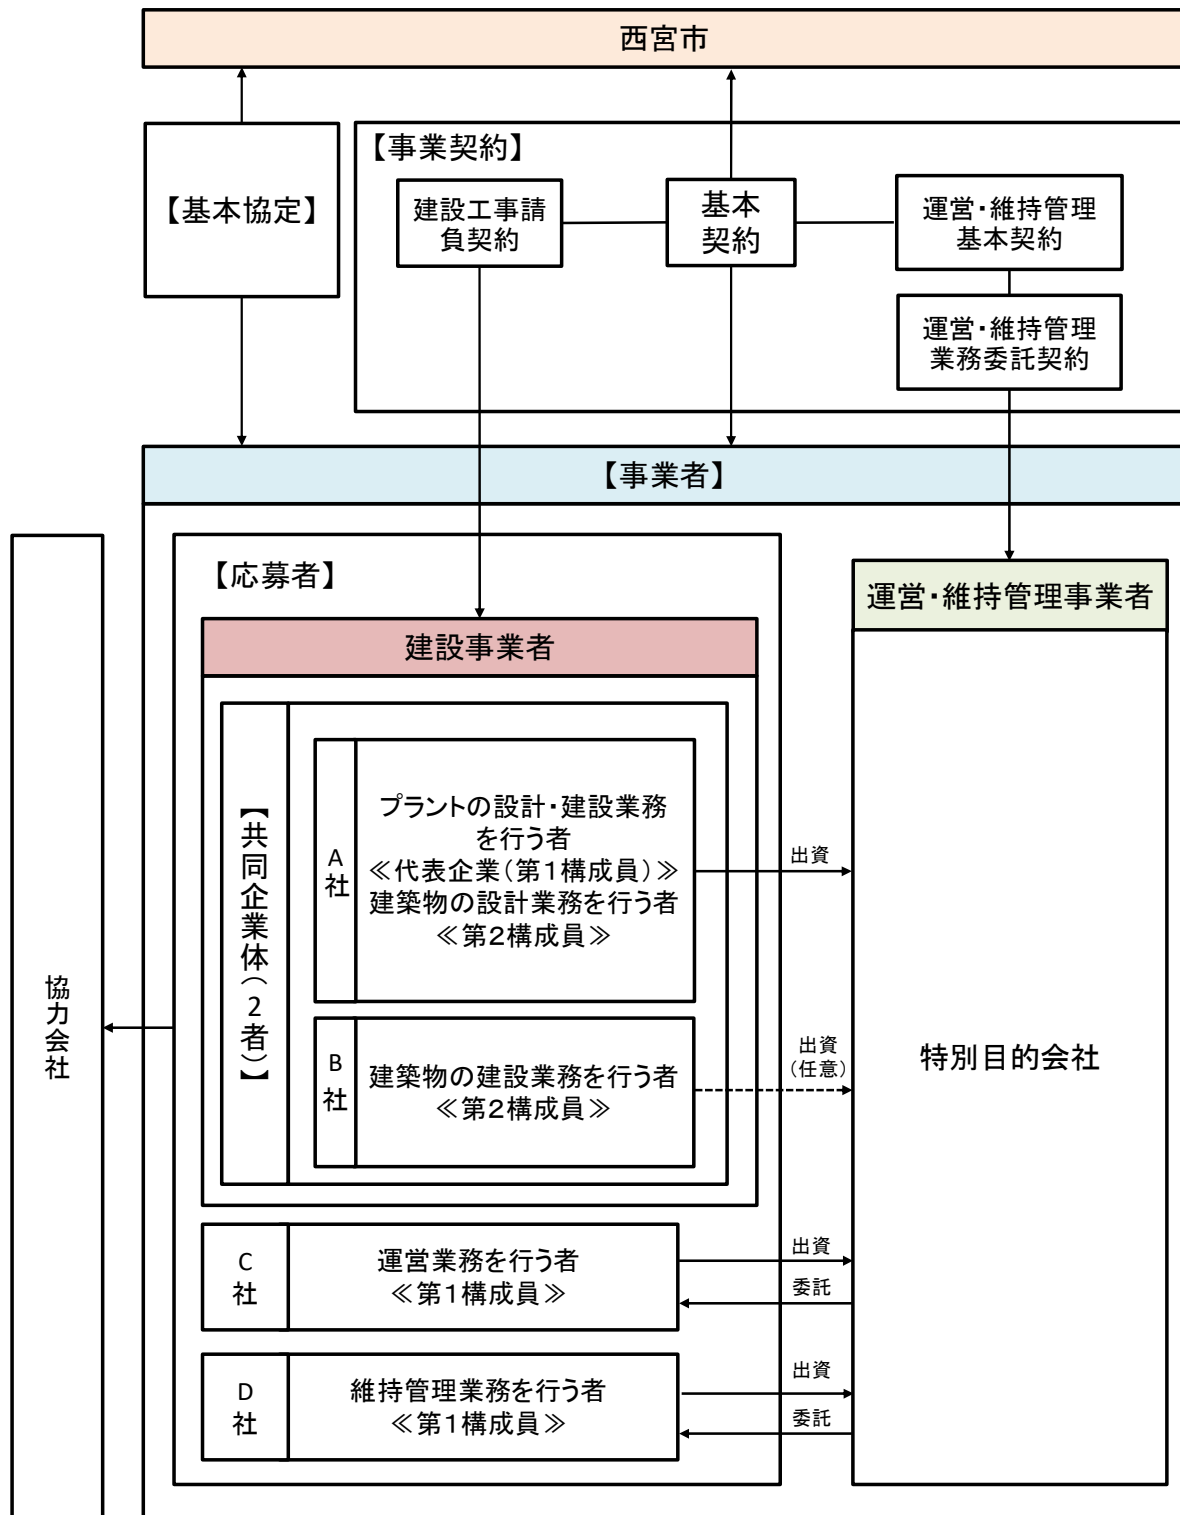 西宮市
【基本協定】
【事業契約】
建設工事請
負契約
基本
契約
運営・維持管理
基本契約
運営・維持管理
業務委託契約
【事業者】
協力会社
【応募者】
建設事業者
【共同企業体（2者）】
A
社
プラントの設計・建設業務
を行う者
≪代表企業（第１構成員）≫
建築物の設計業務を行う者
≪第２構成員≫
出資
B
社
建築物の建設業務を行う者
≪第２構成員≫
出資
（任意）
C
社
運営業務を行う者
≪第１構成員≫
出資
委託
D
社
維持管理業務を行う者
≪第１構成員≫
出資
委託
運営・維持管理事業者
特別目的会社